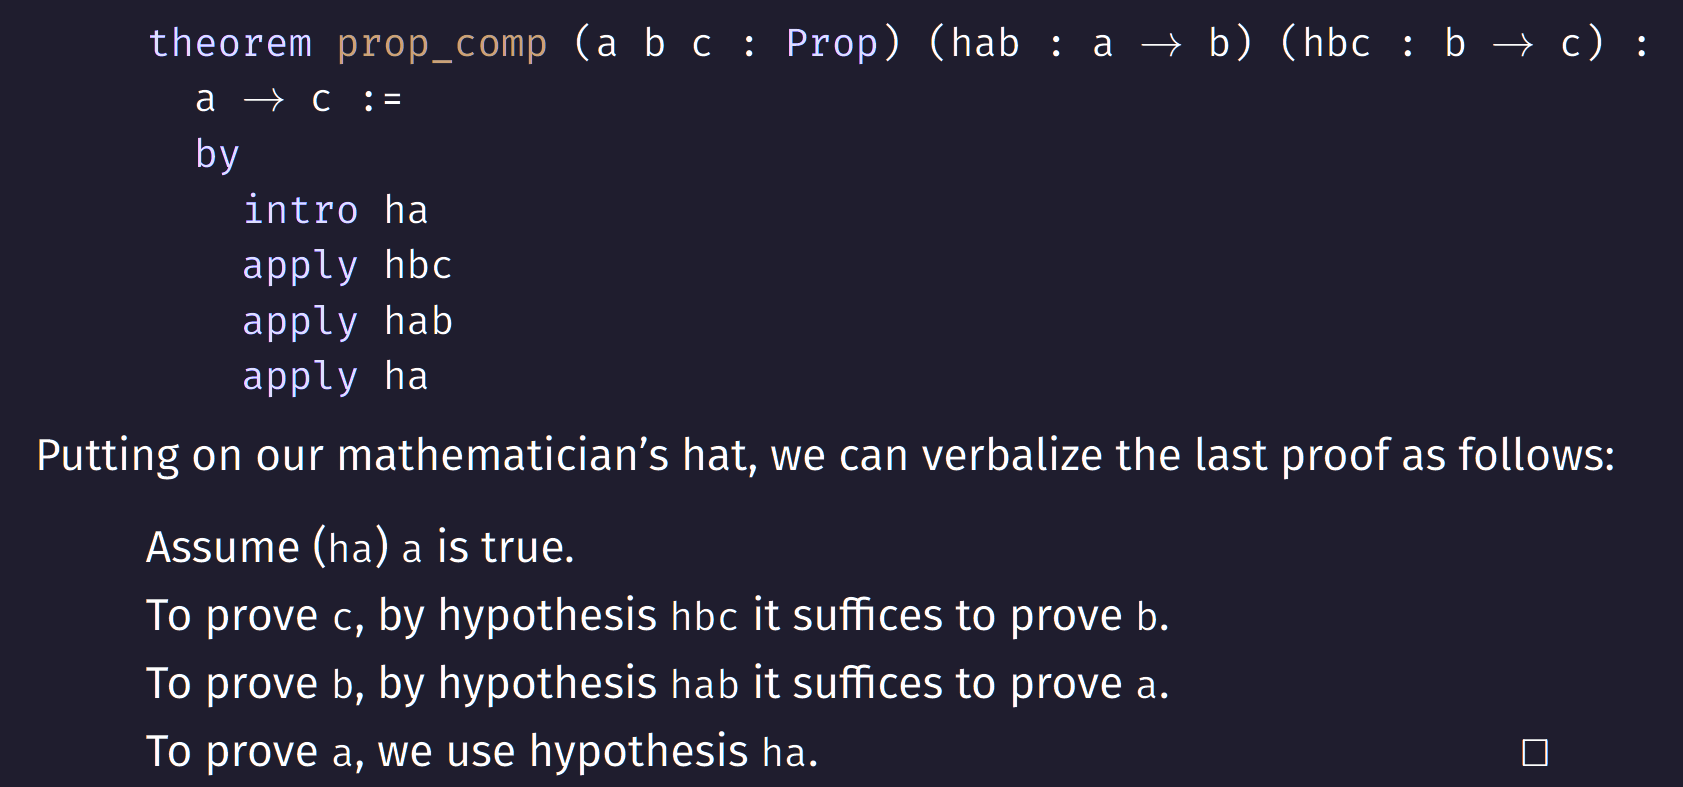 theorem prop_comp (a b c : Prop) (hab : a → b) (hbc : b → c) :
a → c :=
by
intro ha
apply hbc
apply hab
apply ha
Putting on our mathematician’s hat, we can verbalize the last proof as follows:
Assume (ha) a is true.
To prove c, by hypothesis hbc it suffices to prove b.
To prove b, by hypothesis hab it suffices to prove a.
To prove a, we use hypothesis ha. □